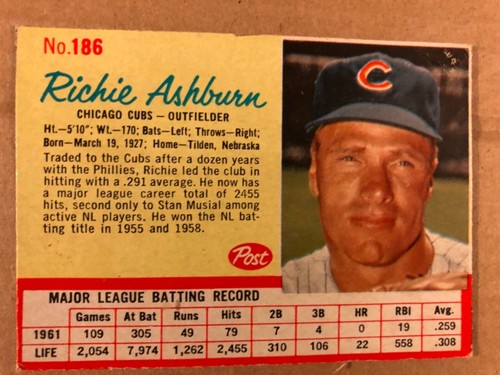 No.186
Richie Ashburn
CHICAGO CUBS — OUTFIELDER
Ht.—5'10"; Wt.—170; Bats—Left; Throws—Right;
Born—March 19, 1927; Home—Tilden, Nebraska
Traded to the Cubs after a dozen years
with the Phillies, Richie led the club in
hitting with a .291 average. He now has
a major league career total of 2455
hits, second only to Stan Musial among
active NL players. He won the NL bat-
ting title in 1955 and 1958.
Post
C
MAJOR LEAGUE BATTING RECORD
Games At Bat Runs Hits 2B 3B HR RBI Avg.
1961 109 305 49 79 7 4 0 19 .259
LIFE 2,054 7,974 1,262 2,455 310 106 22 558 .308